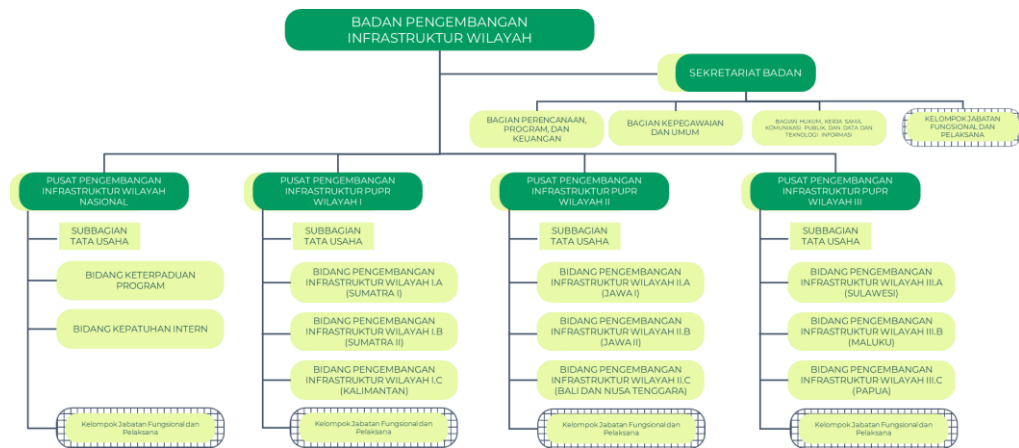 BADAN PENGEMBANGAN
INFRASTRUKTUR WILAYAH
SEKRETARIAT BADAN
BAGIAN PERENCANAAN,
PROGRAM, DAN
KEUANGAN
BAGIAN KEPEGAWAIAN
DAN UMUM
BAGIAN HUKUM, KERJA SAMA,
KOMUNIKASI PUBLIK, DAN DATA DAN
TEKNOLOGI INFORMASI
KELOMPOK JABATAN
FUNGSIONAL DAN
PELAKSANA
PUSAT PENGEMBANGAN
INFRASTRUKTUR WILAYAH
NASIONAL
SUBBAGIAN
TATA USAHA
BIDANG KETERPADUAN
PROGRAM
BIDANG KEPATUHAN INTERN
Kelompok Jabatan Fungsional dan
Pelaksana
PUSAT PENGEMBANGAN
INFRASTRUKTUR PUPR
WILAYAH I
SUBBAGIAN
TATA USAHA
BIDANG PENGEMBANGAN
INFRASTRUKTUR WILAYAH I.A
(SUMATRA I)
BIDANG PENGEMBANGAN
INFRASTRUKTUR WILAYAH I.B
(SUMATRA II)
BIDANG PENGEMBANGAN
INFRASTRUKTUR WILAYAH I.C
(KALIMANTAN)
Kelompok Jabatan Fungsional dan
Pelaksana
PUSAT PENGEMBANGAN
INFRASTRUKTUR PUPR
WILAYAH II
SUBBAGIAN
TATA USAHA
BIDANG PENGEMBANGAN
INFRASTRUKTUR WILAYAH II.A
(JAWA I)
BIDANG PENGEMBANGAN
INFRASTRUKTUR WILAYAH II.B
(JAWA II)
BIDANG PENGEMBANGAN
INFRASTRUKTUR WILAYAH II.C
(BALI DAN NUSA TENGGARA)
Kelompok Jabatan Fungsional dan
Pelaksana
PUSAT PENGEMBANGAN
INFRASTRUKTUR PUPR
WILAYAH III
SUBBAGIAN
TATA USAHA
BIDANG PENGEMBANGAN
INFRASTRUKTUR WILAYAH III.A
(SULAWESI)
BIDANG PENGEMBANGAN
INFRASTRUKTUR WILAYAH III.B
(MALUKU)
BIDANG PENGEMBANGAN
INFRASTRUKTUR WILAYAH III.C
(PAPUA)
Kelompok Jabatan Fungsional dan
Pelaksana